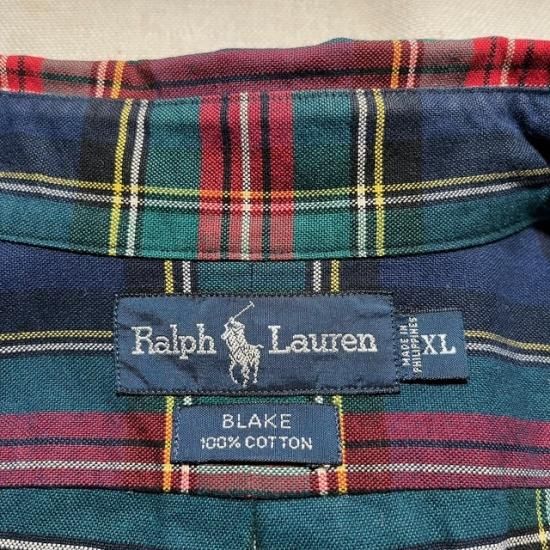 Ralph Lauren
MADE IN
PHILIPPINES
XL
BLAKE
100% COTTON